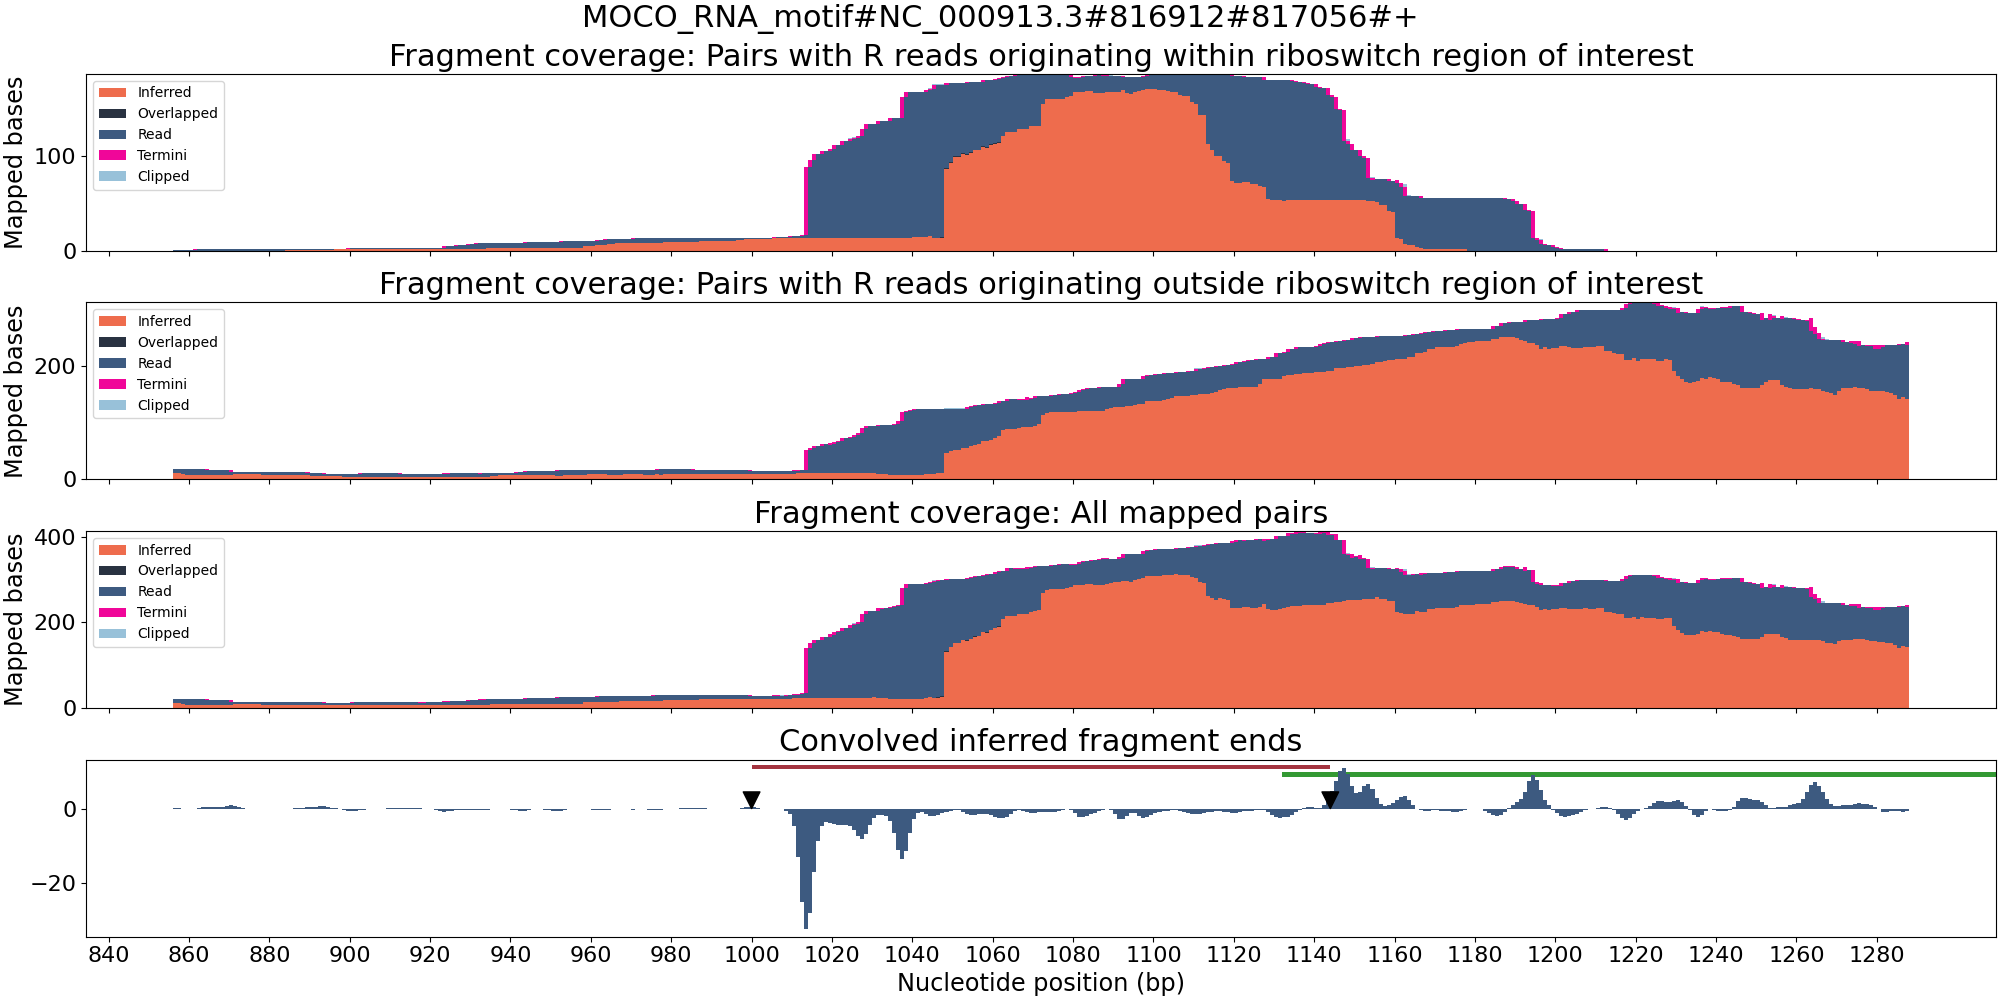 MOCO_RNA_motif#NC_000913.3#816912#817056#+
Fragment coverage: Pairs with R reads originating within riboswitch region of interest
Mapped bases
100
0
Inferred
Overlapped
Read
Termini
Clipped
Fragment coverage: Pairs with R reads originating outside riboswitch region of interest
Mapped bases
200
0
Inferred
Overlapped
Read
Termini
Clipped
Fragment coverage: All mapped pairs
Mapped bases
400
200
0
Inferred
Overlapped
Read
Termini
Clipped
Convolved inferred fragment ends
0
−20
840 860 880 900 920 940 960 980 1000 1020 1040 1060 1080 1100 1120 1140 1160 1180 1200 1220 1240 1260 1280
Nucleotide position (bp)